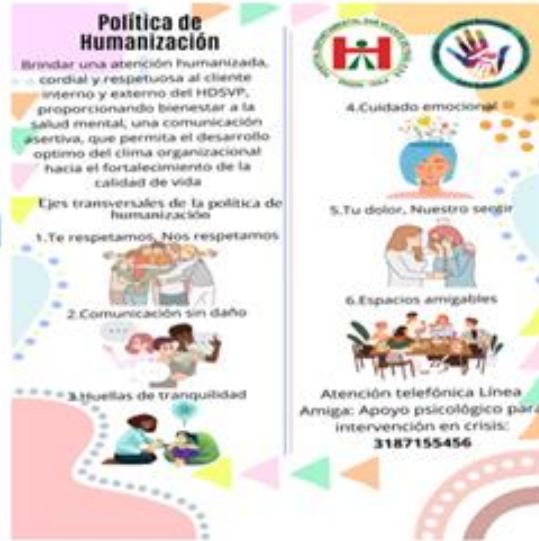 Política de
Humanización
Brindar una atención humanizada,
cordial y respetuosa al cliente
interno y externo del HDSVP,
proporcionando bienestar a la
salud mental, una comunicación
asertiva, que permita el desarrollo
optimo del clima organizacional
hacia el fortalecimiento de la
calidad de vida
Ejes transversales de la política de
humanización
1.Te respetamos, Nos respetamos
2.Comunicación sin daño
3.Huellas de tranquilidad
4.Cuidado emocional
5.Tu dolor, Nuestro sentir
6.Espacios amigables
Atención telefónica Línea
Amiga: Apoyo psicológico para
intervención en crisis:
3187155456